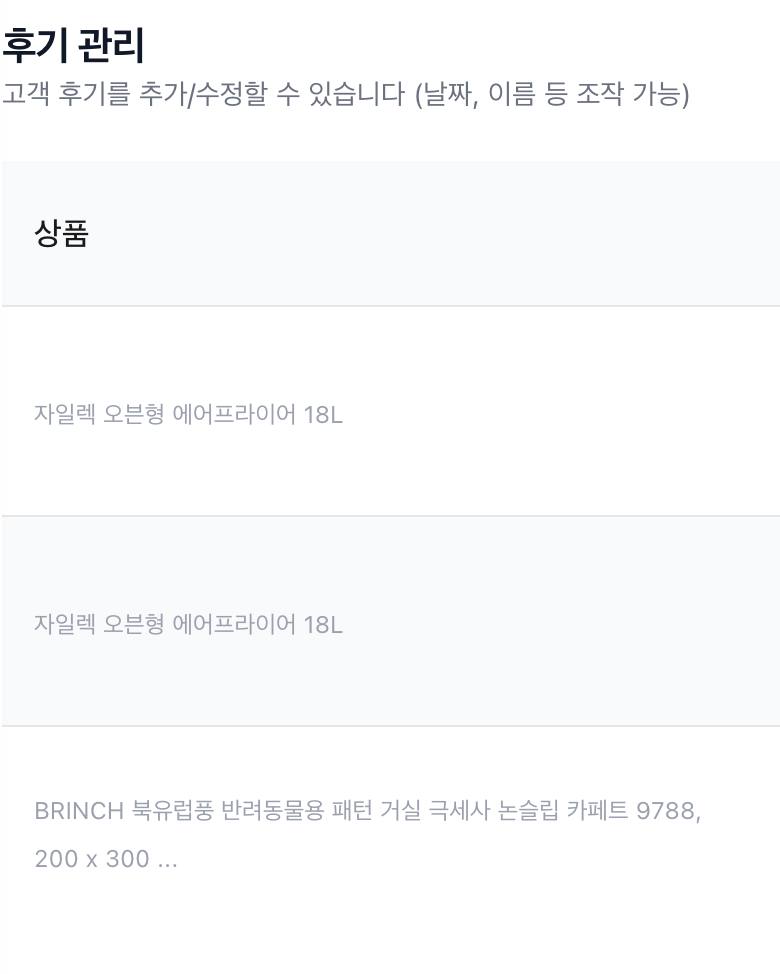 후기 관리
고객 후기를 추가/수정할 수 있습니다 (날짜, 이름 등 조작 가능)
상품
자일렉 오븐형 에어프라이어 18L
자일렉 오븐형 에어프라이어 18L
BRINCH 북유럽풍 반려동물용 패턴 거실 극세사 논슬립 카페트 9788,
200 x 300 ...